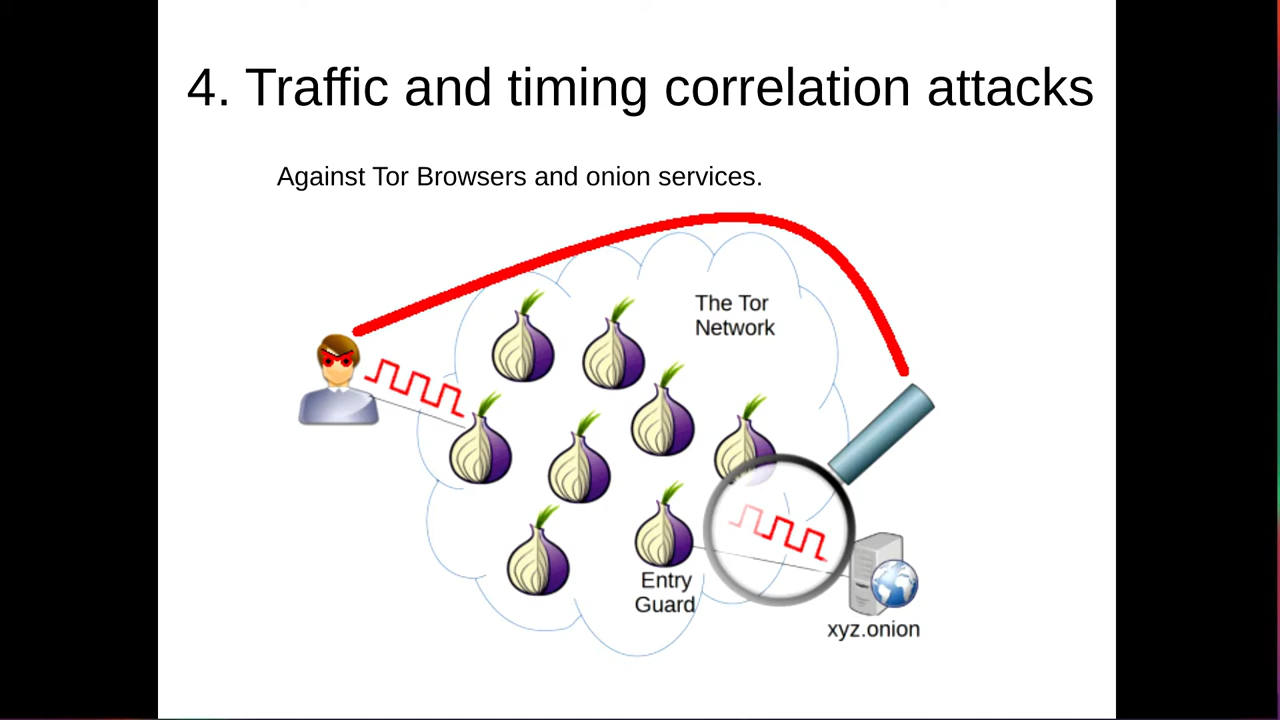 4. Traffic and timing correlation attacks
Against Tor Browsers and onion services.
The Tor
Network
Entry
Guard
xyz.onion